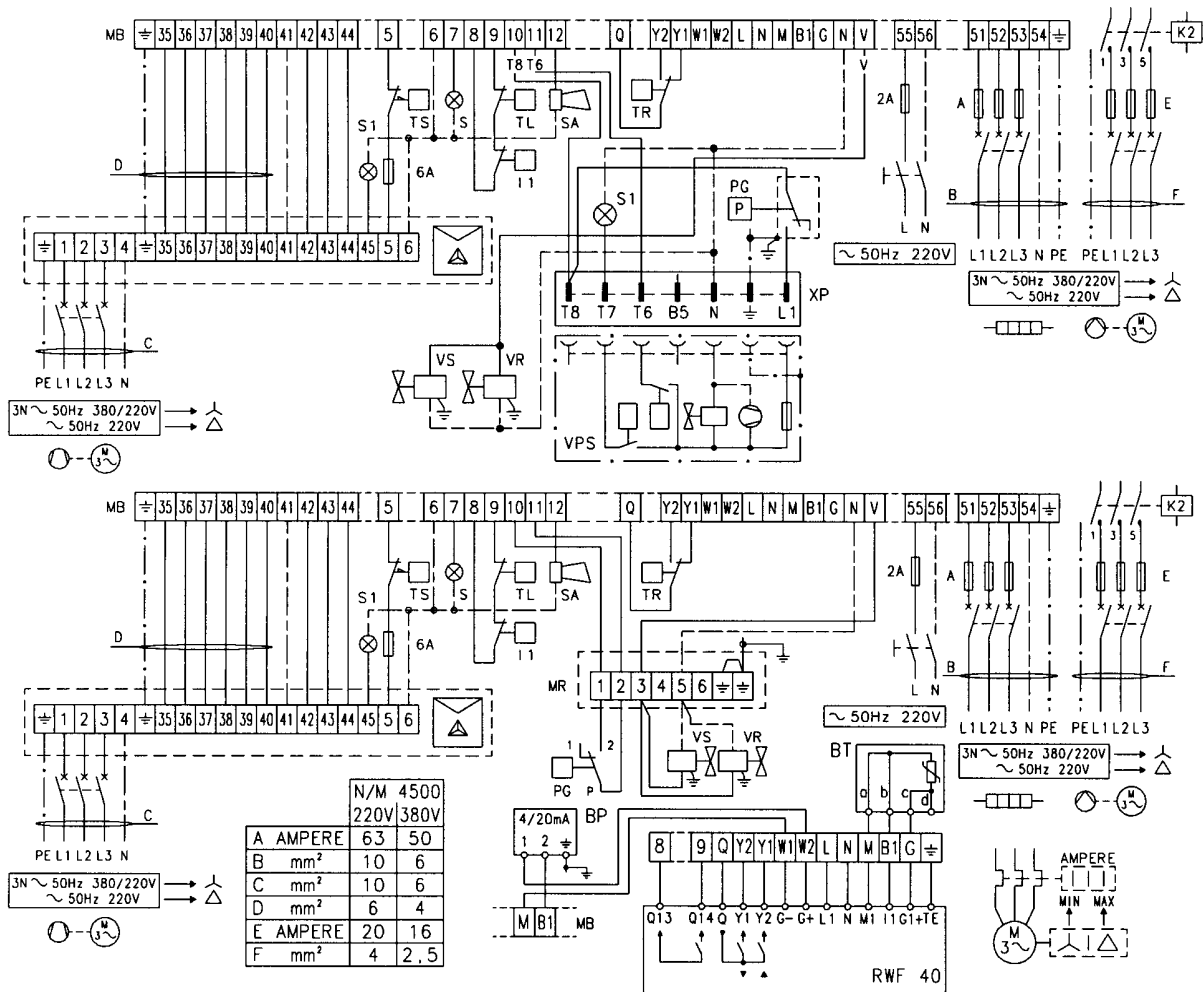 MB ⏚ 35 36 37 38 39 40 41 42 43 44 5 6 7 8 9 10 11 12 Q Y2 Y1 W1 W2 L N M B1 G N V 55 56 51 52 53 54 ⏚
K2
T8 T6 V
1 3 5
TS S TL SA TR
2A A E
S1
6A I1
D
S1
PG P
B F
L N
⏚ 1 2 3 4 ⏚ 35 36 37 38 39 40 41 42 43 44 45 5 6
~ 50Hz 220V
L1 L2 L3 N PE
PE L1 L2 L3
3N ~ 50Hz 380/220V
~ 50Hz 220V
M 3~
XP
T8 T7 T6 B5 N ⏚ L1
C
PE L1 L2 L3 N
VS VR
VPS
3N ~ 50Hz 380/220V
~ 50Hz 220V
M 3~
MB ⏚ 35 36 37 38 39 40 41 42 43 44 5 6 7 8 9 10 11 12 Q Y2 Y1 W1 W2 L N M B1 G N V 55 56 51 52 53 54 ⏚
K2
1 3 5
TS S TL SA TR
2A A E
S1
6A I1
D
B F
L N
MR 1 2 3 4 5 6 ⏚ ⏚
⏚ 1 2 3 4 ⏚ 35 36 37 38 39 40 41 42 43 44 45 5 6
~ 50Hz 220V
L1 L2 L3 N PE
PE L1 L2 L3
3N ~ 50Hz 380/220V
~ 50Hz 220V
M 3~
VS VR
1 2
PG P
BT
a b c d
C
PE L1 L2 L3 N
3N ~ 50Hz 380/220V
~ 50Hz 220V
M 3~
N/M 4500
220V 380V
A AMPERE 63 50
B mm² 10 6
C mm² 10 6
D mm² 6 4
E AMPERE 20 16
F mm² 4 2,5
BP
4/20mA
1 2 ⏚
M B1 MB
8 9 Q Y2 Y1 W1 W2 L N M B1 G ⏚
Q13 Q14 Q Y1 Y2 G- G+ L1 N M1 I1 G1+ TE
RWF 40
AMPERE
MIN MAX
M 3~